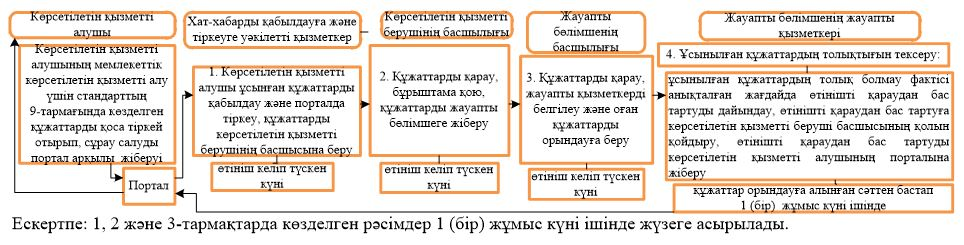 Көрсетілетін қызметті
алушы
Көрсетілетін қызметті
алушының мемлекеттік
көрсетілетін қызметті алу
үшін стандарттың
9-тармағында көзделген
құжаттарды қоса тіркей
отырып, сұрау салуды
портал арқылы жіберуі
Портал
Хат-хабарды қабылдауға және
тіркеуге уәкілетті қызметкер
1. Көрсетілетін қызметті
алушы ұсынған құжаттарды
қабылдау және порталда
тіркеу, құжаттарды
көрсетілетін қызметті
берушінің басшысына беру
өтініш келіп түскен
күні
Көрсетілетін қызметті
берушінің басшылығы
2. Құжаттарды қарау,
бұрыштама қою,
құжаттарды жауапты
бөлімшеге жіберу
өтініш келіп түскен
күні
Жауапты
бөлімшенің
басшылығы
3. Құжаттарды қарау,
жауапты қызметкерді
белгілеу және оған
құжаттарды
орындауға беру
өтініш келіп түскен
күні
Жауапты бөлімшенің жауапты
қызметкері
4. Ұсынылған құжаттардың толықтығын тексеру:
ұсынылған құжаттардың толық болмау фактісі
анықталған жағдайда өтінішті қараудан бас
тартуды дайындау, өтінішті қараудан бас тартуға
көрсетілетін қызметті беруші басшысының қолын
қойдыру, өтінішті қараудан бас тартуды
көрсетілетін қызметті алушының порталына
жіберу
құжаттар орындауға алынған сәттен бастап
1 (бір) жұмыс күні ішінде
Ескертпе: 1, 2 және 3-тармақтарда көзделген рәсімдер 1 (бір) жұмыс күні ішінде жүзеге асырылады.